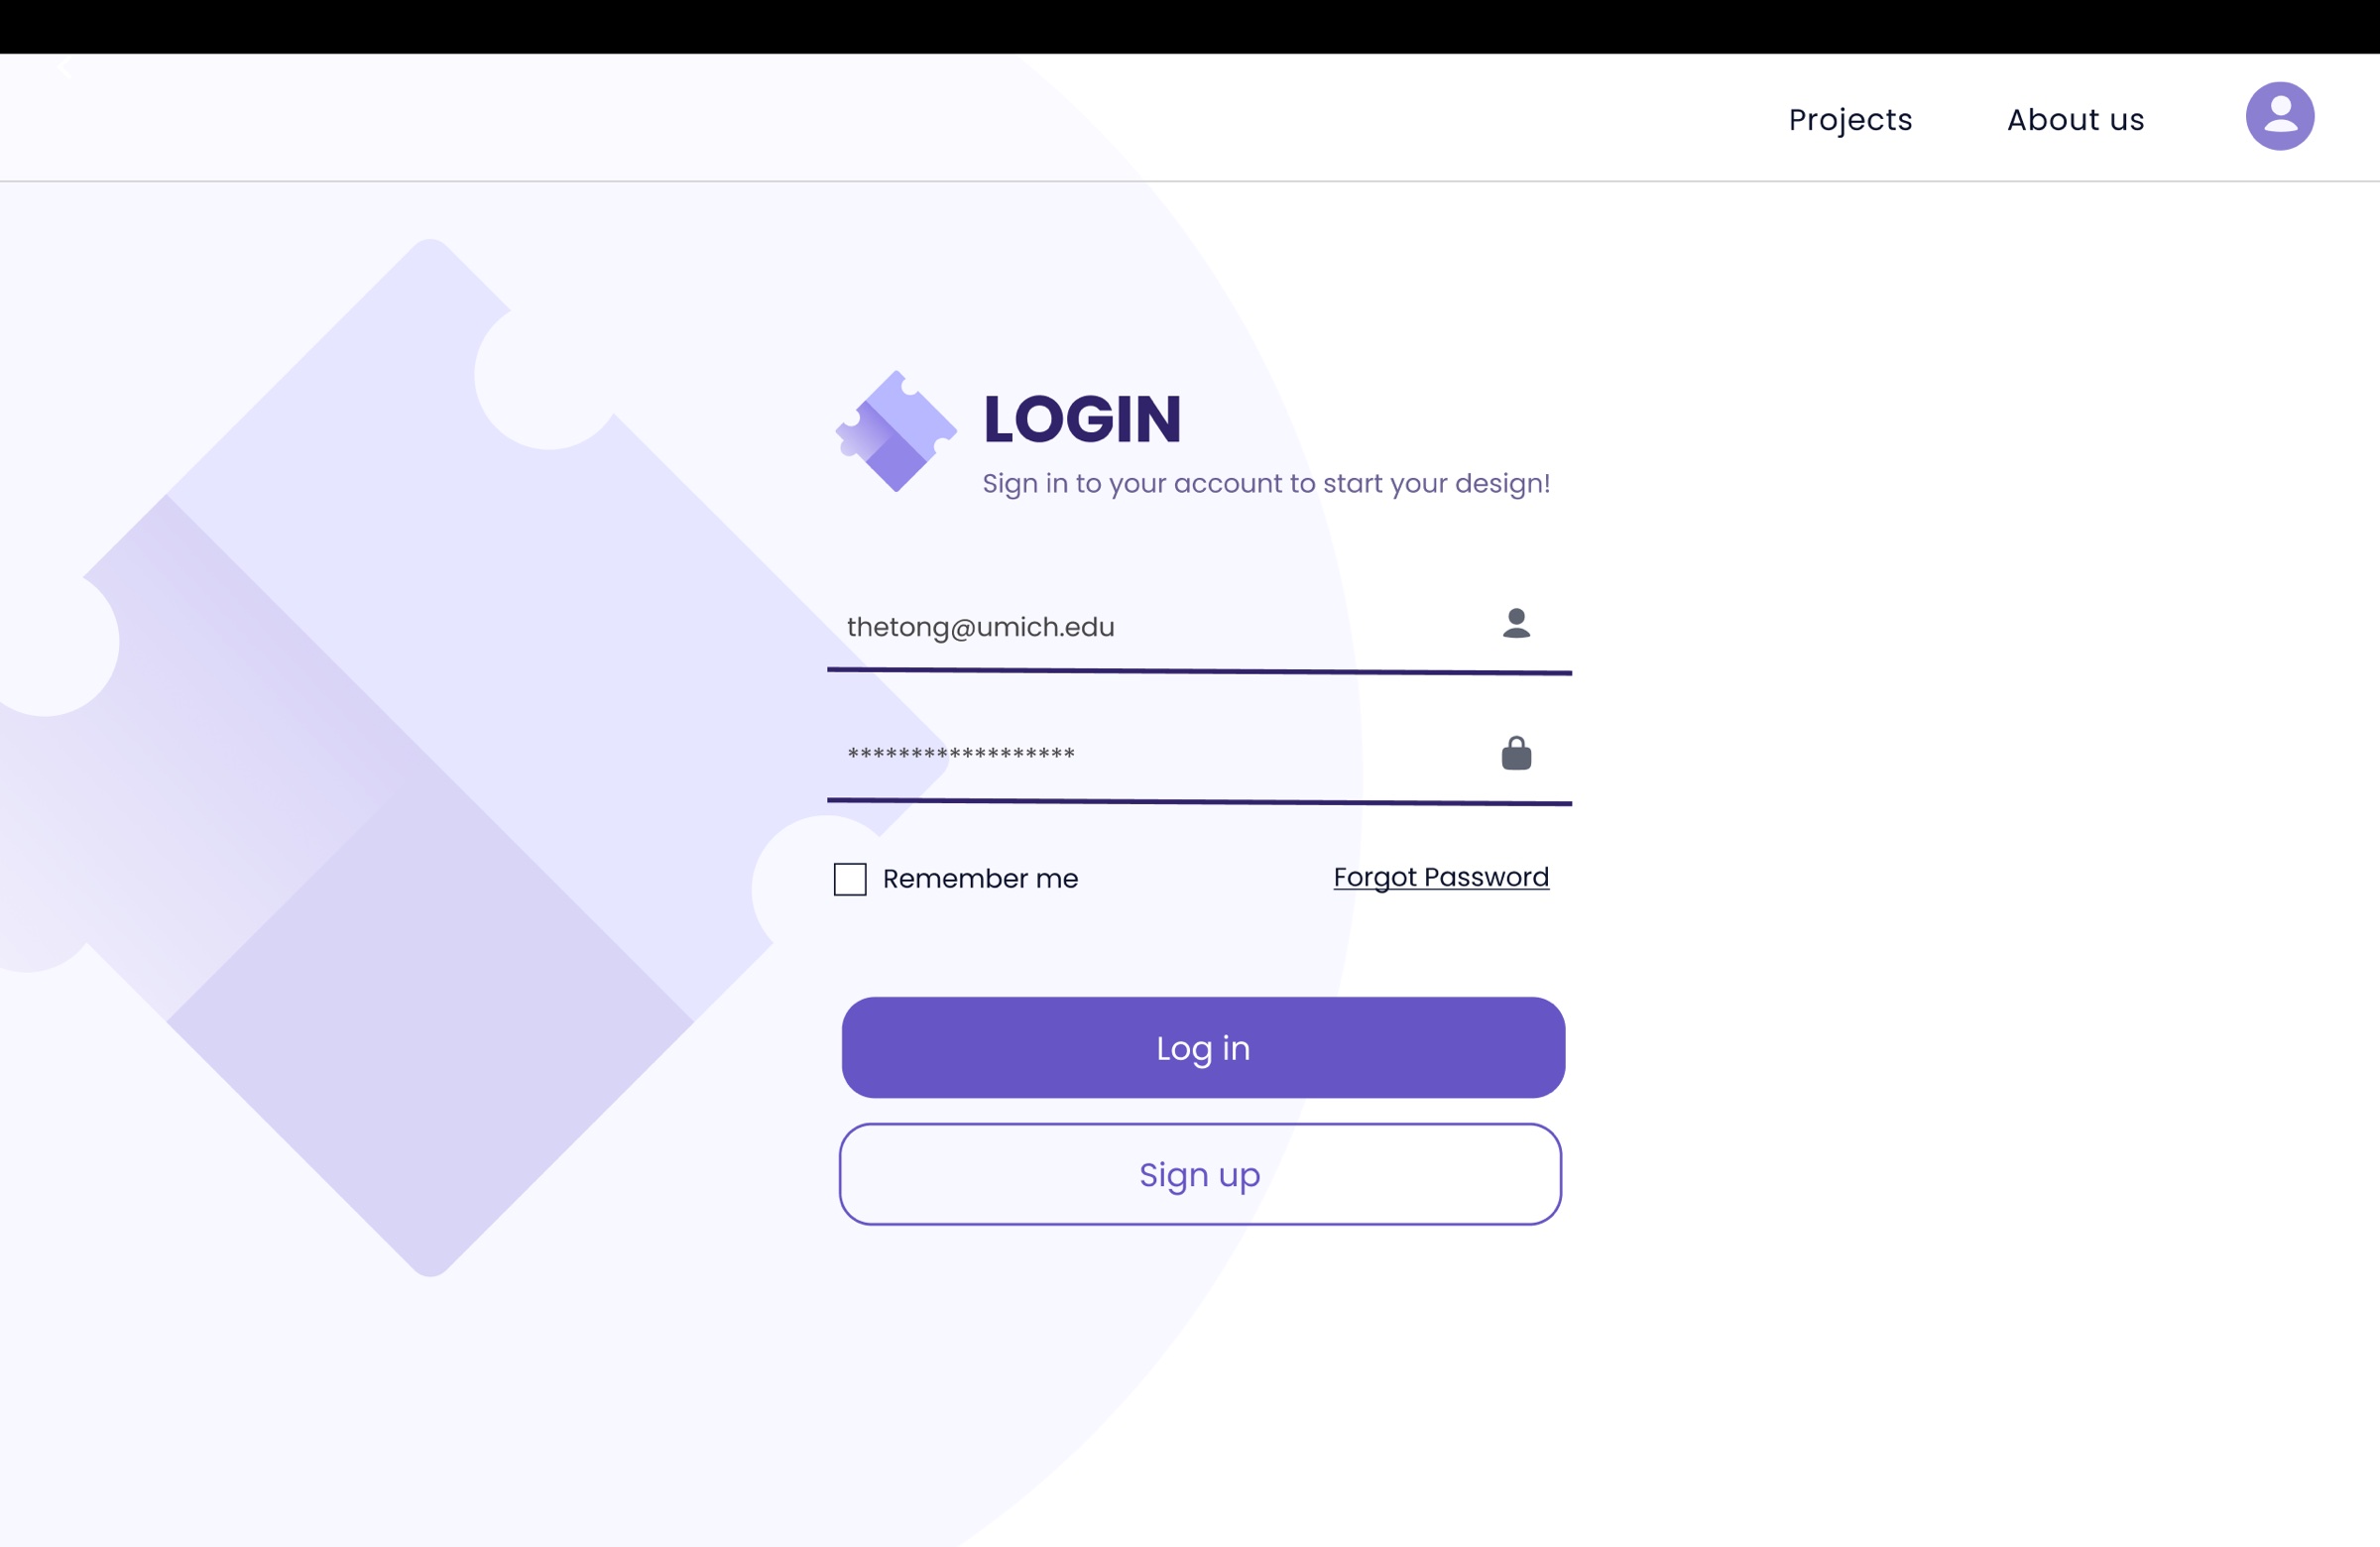 Projects About us
LOGIN
Sign in to your account to start your design!
thetong@umich.edu
******************
Remember me Forgot Password
Log in
Sign up